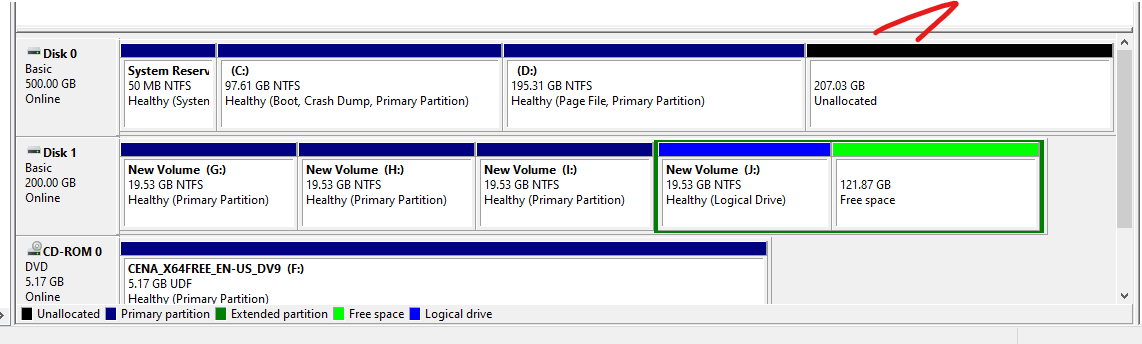 Disk 0
Basic
500.00 GB
Online
System Reserv
50 MB NTFS
Healthy (System
(C:)
97.61 GB NTFS
Healthy (Boot, Crash Dump, Primary Partition)
(D:)
195.31 GB NTFS
Healthy (Page File, Primary Partition)
207.03 GB
Unallocated
Disk 1
Basic
200.00 GB
Online
New Volume (G:)
19.53 GB NTFS
Healthy (Primary Partition)
New Volume (H:)
19.53 GB NTFS
Healthy (Primary Partition)
New Volume (I:)
19.53 GB NTFS
Healthy (Primary Partition)
New Volume (J:)
19.53 GB NTFS
Healthy (Logical Drive)
121.87 GB
Free space
CD-ROM 0
DVD
5.17 GB
Online
CENA_X64FREE_EN-US_DV9 (F:)
5.17 GB UDF
Healthy (Primary Partition)
Unallocated Primary partition Extended partition Free space Logical drive